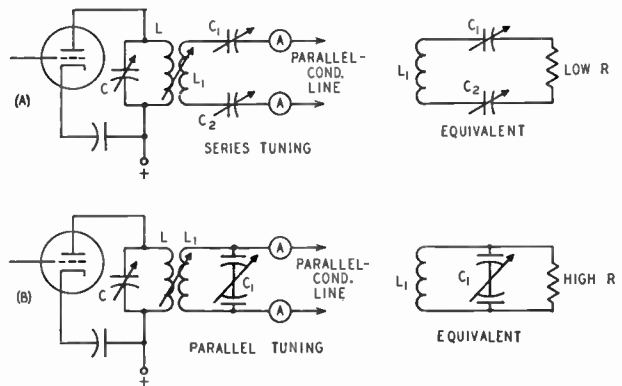 L
C₁
A
PARALLEL-
COND.
LINE
(A)
C
L₁
C₂
A
+
SERIES TUNING
C₁
L₁
LOW R
C₂
EQUIVALENT
L
L₁
A
PARALLEL-
COND.
LINE
(B)
C
C₁
A
+
PARALLEL TUNING
L₁
C₁
HIGH R
EQUIVALENT